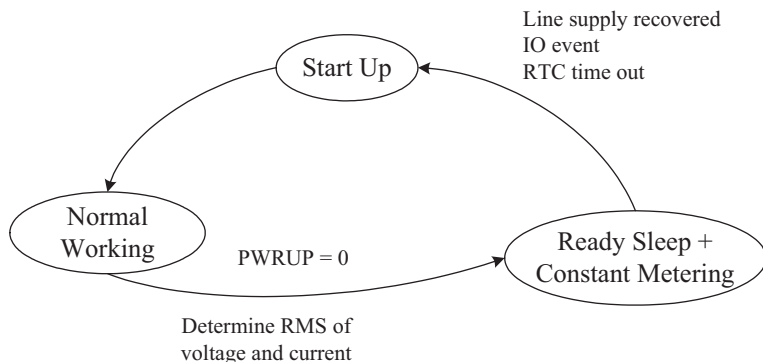 Line supply recovered
IO event
RTC time out
Start Up
Normal
Working
PWRUP = 0
Ready Sleep +
Constant Metering
Determine RMS of
voltage and current